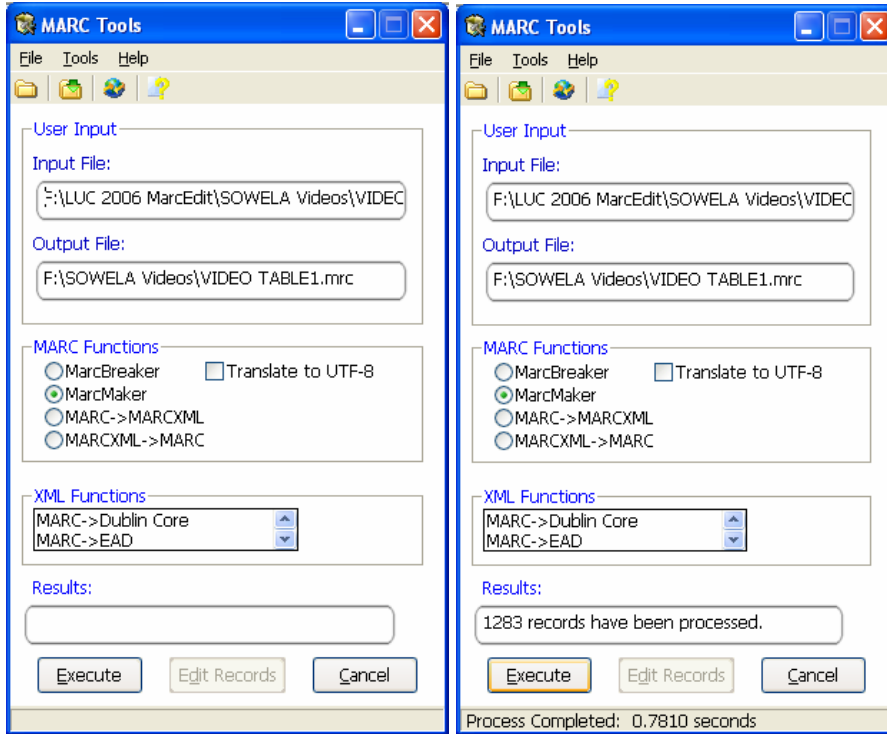 MARC Tools
File Tools Help
User Input
Input File:
F:\LUC 2006 MarcEdit\SOWELA Videos\VIDEC
Output File:
F:\SOWELA Videos\VIDEO TABLE1.mrc
MARC Functions
MarcBreaker Translate to UTF-8
MarcMaker
MARC->MARCXML
MARCXML->MARC
XML Functions
MARC->Dublin Core
MARC->EAD
Results:
Execute Edit Records Cancel
MARC Tools
File Tools Help
User Input
Input File:
F:\LUC 2006 MarcEdit\SOWELA Videos\VIDEC
Output File:
F:\SOWELA Videos\VIDEO TABLE1.mrc
MARC Functions
MarcBreaker Translate to UTF-8
MarcMaker
MARC->MARCXML
MARCXML->MARC
XML Functions
MARC->Dublin Core
MARC->EAD
Results:
1283 records have been processed.
Execute Edit Records Cancel
Process Completed: 0.7810 seconds